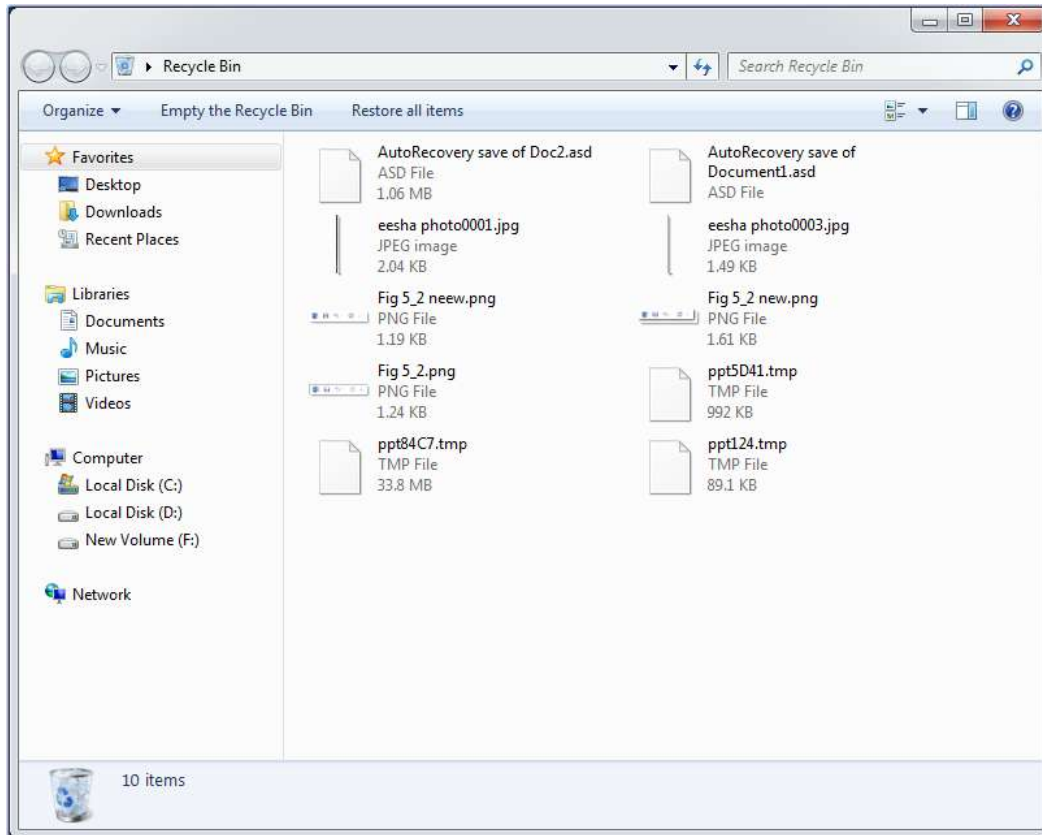 Recycle Bin
Search Recycle Bin
Organize
Empty the Recycle Bin
Restore all items
Favorites
Desktop
Downloads
Recent Places
Libraries
Documents
Music
Pictures
Videos
Computer
Local Disk (C:)
Local Disk (D:)
New Volume (F:)
Network
AutoRecovery save of Doc2.asd
ASD File
1.06 MB
AutoRecovery save of
Document1.asd
ASD File
eesha photo0001.jpg
JPEG image
2.04 KB
eesha photo0003.jpg
JPEG image
1.49 KB
Fig 5_2 neew.png
PNG File
1.19 KB
Fig 5_2 new.png
PNG File
1.61 KB
Fig 5_2.png
PNG File
1.24 KB
ppt5D41.tmp
TMP File
992 KB
ppt84C7.tmp
TMP File
33.8 MB
ppt124.tmp
TMP File
89.1 KB
10 items